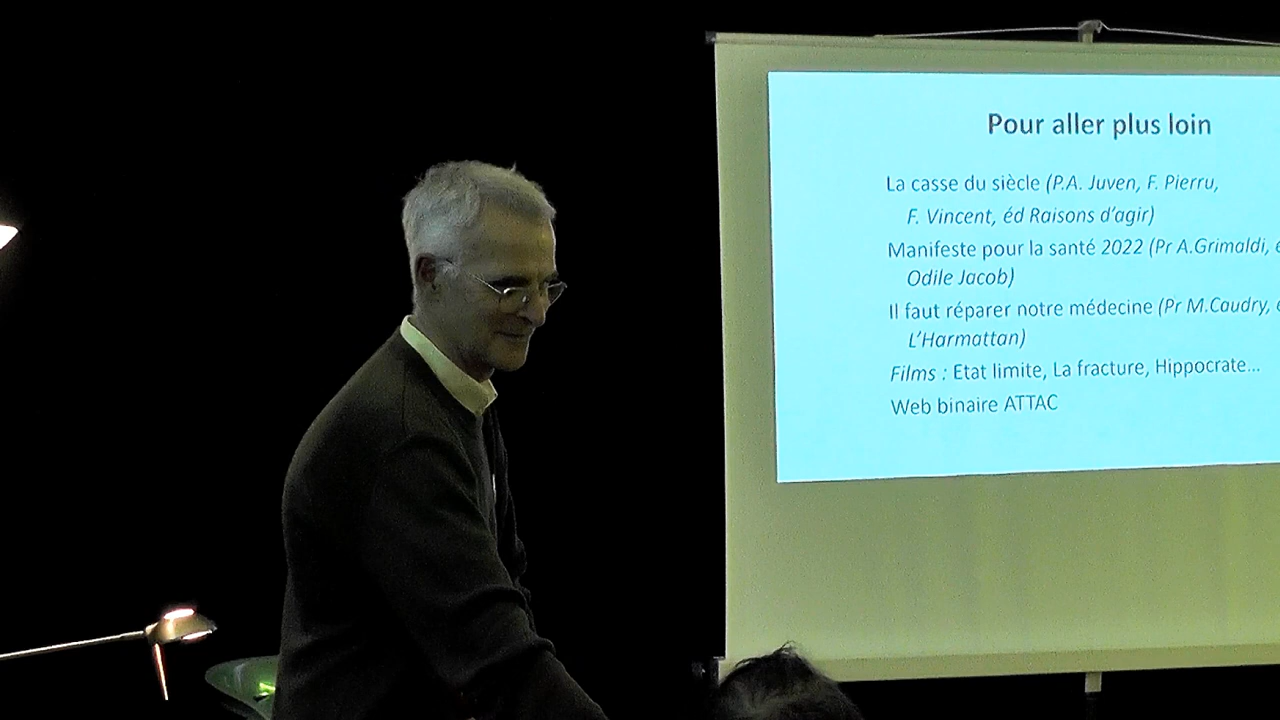 Pour aller plus loin
La casse du siècle (P.A. Juven, F. Pierru,
F. Vincent, éd Raisons d'agir)
Manifeste pour la santé 2022 (Pr A.Grimaldi,
Odile Jacob)
Il faut réparer notre médecine (Pr M.Caudry,
L'Harmattan)
Films : Etat limite, La fracture, Hippocrate...
Web binaire ATTAC